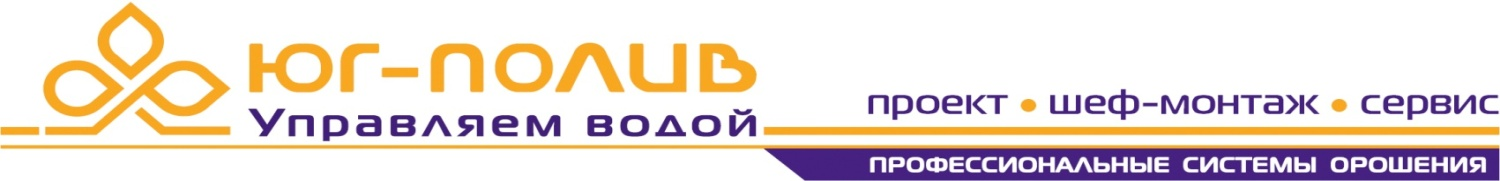 ЮГ-ПОЛИВ
Управляем водой
проект • шеф-монтаж • сервис
ПРОФЕССИОНАЛЬНЫЕ СИСТЕМЫ ОРОШЕНИЯ